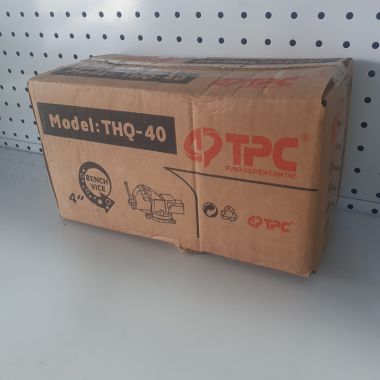 Model: THQ-40
TPC
DỤNG CỤ ĐIỆN CẦM TAY
BENCH
VICE
4"
TPC